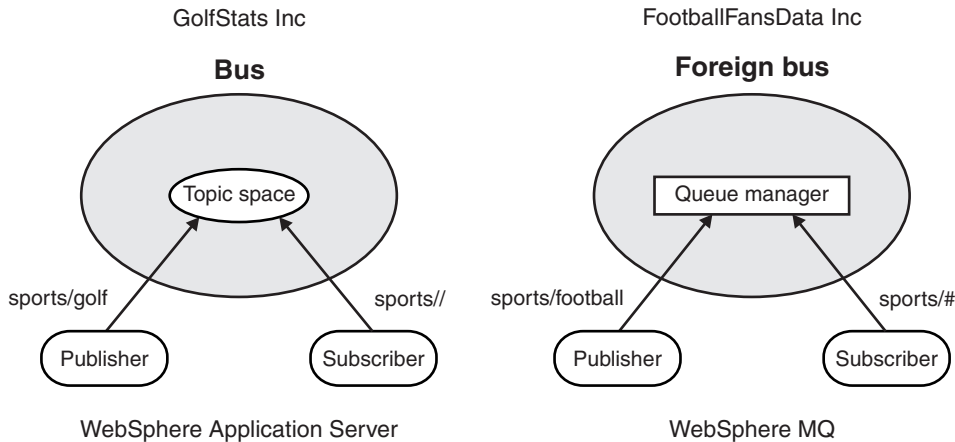 GolfStats Inc
FootballFansData Inc
Bus
Foreign bus
Topic space
Queue manager
sports/golf
sports//
sports/football
sports/#
Publisher
Subscriber
Publisher
Subscriber
WebSphere Application Server
WebSphere MQ